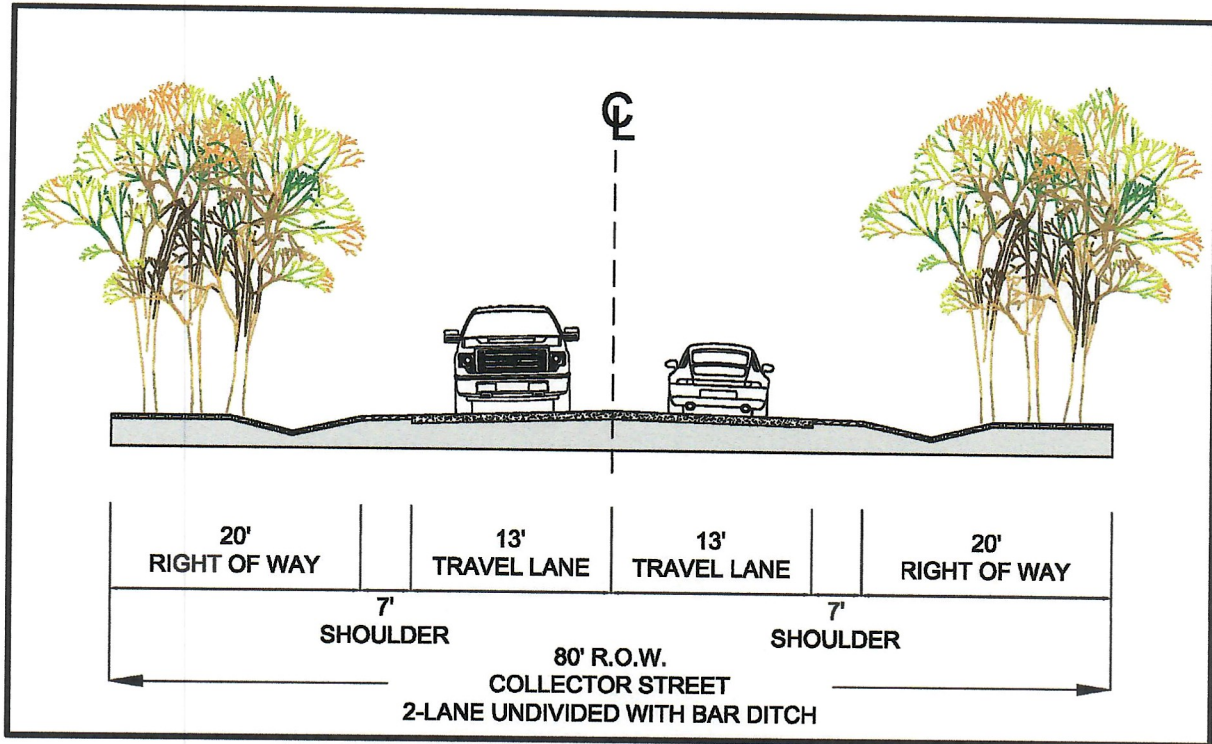 ℄
20'
RIGHT OF WAY
13'
TRAVEL LANE
13'
TRAVEL LANE
20'
RIGHT OF WAY
7'
SHOULDER
7'
SHOULDER
80' R.O.W.
COLLECTOR STREET
2-LANE UNDIVIDED WITH BAR DITCH